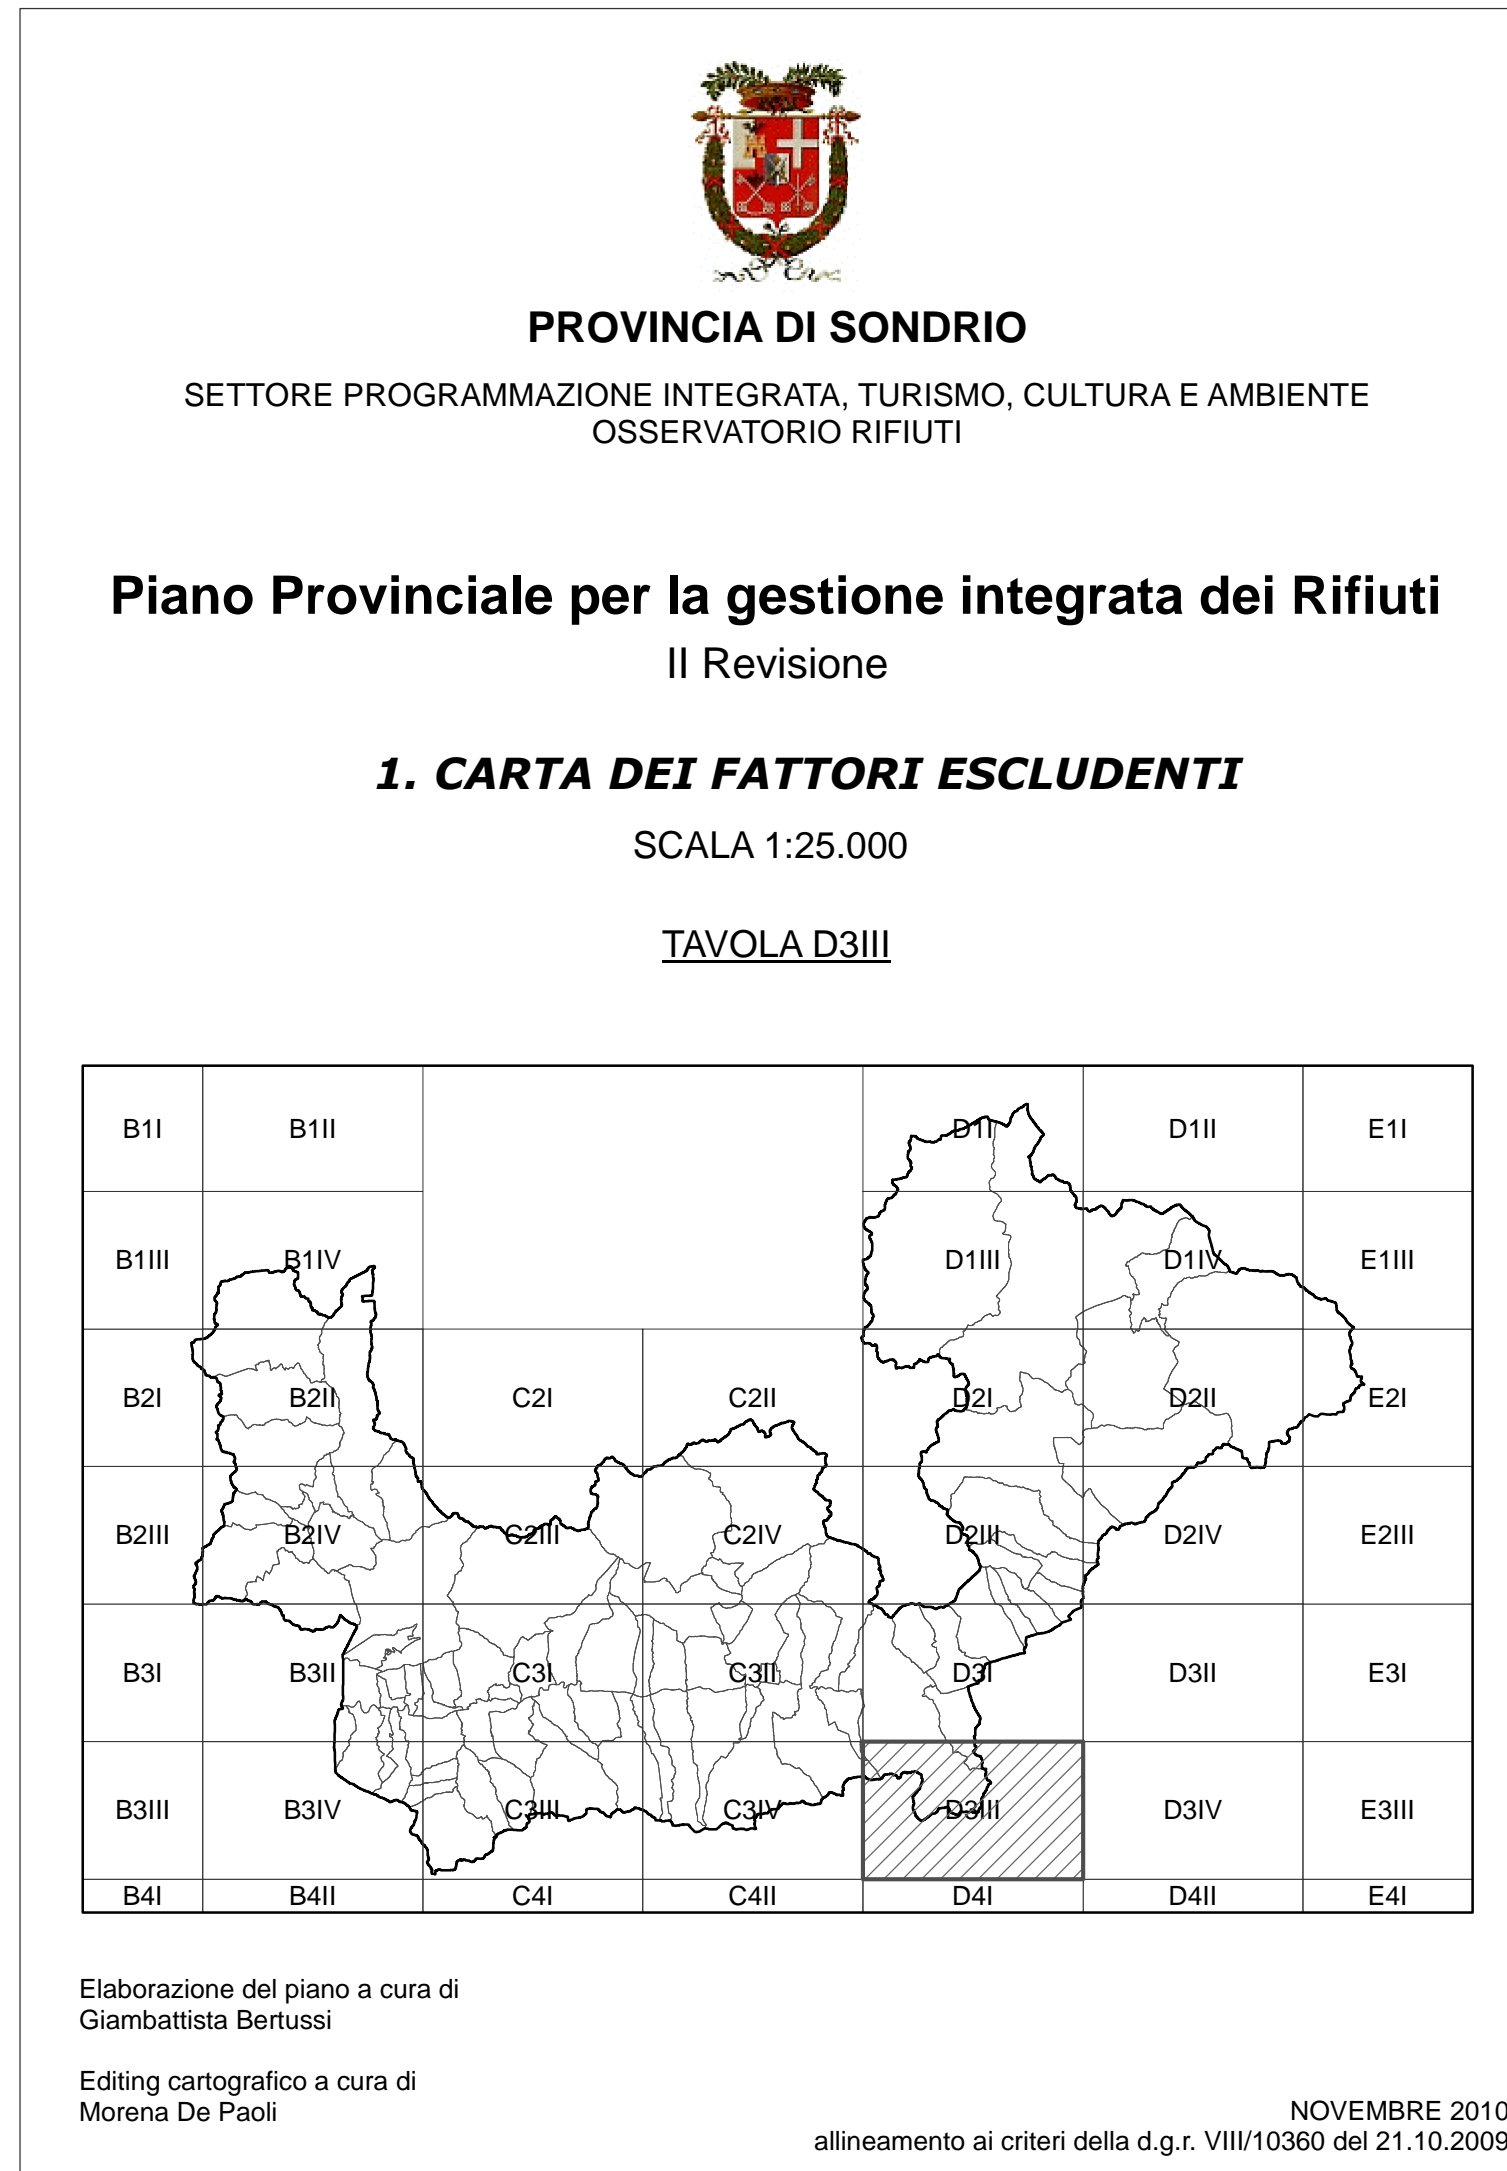 PROVINCIA DI SONDRIO
SETTORE PROGRAMMAZIONE INTEGRATA, TURISMO, CULTURA E AMBIENTE
OSSERVATORIO RIFIUTI
Piano Provinciale per la gestione integrata dei Rifiuti
II Revisione
1. CARTA DEI FATTORI ESCLUDENTI
SCALA 1:25.000
TAVOLA D3III
B1I B1II D1I D1II E1I
B1III B1IV D1III D1IV E1III
B2I B2II C2I C2II D2I D2II E2I
B2III B2IV C2III C2IV D2III D2IV E2III
B3I B3II C3I C3II D3I D3II E3I
B3III B3IV C3III C3IV D3III D3IV E3III
B4I B4II C4I C4II D4I D4II E4I
Elaborazione del piano a cura di
Giambattista Bertussi
Editing cartografico a cura di
Morena De Paoli
NOVEMBRE 2010
allineamento ai criteri della d.g.r. VIII/10360 del 21.10.2009